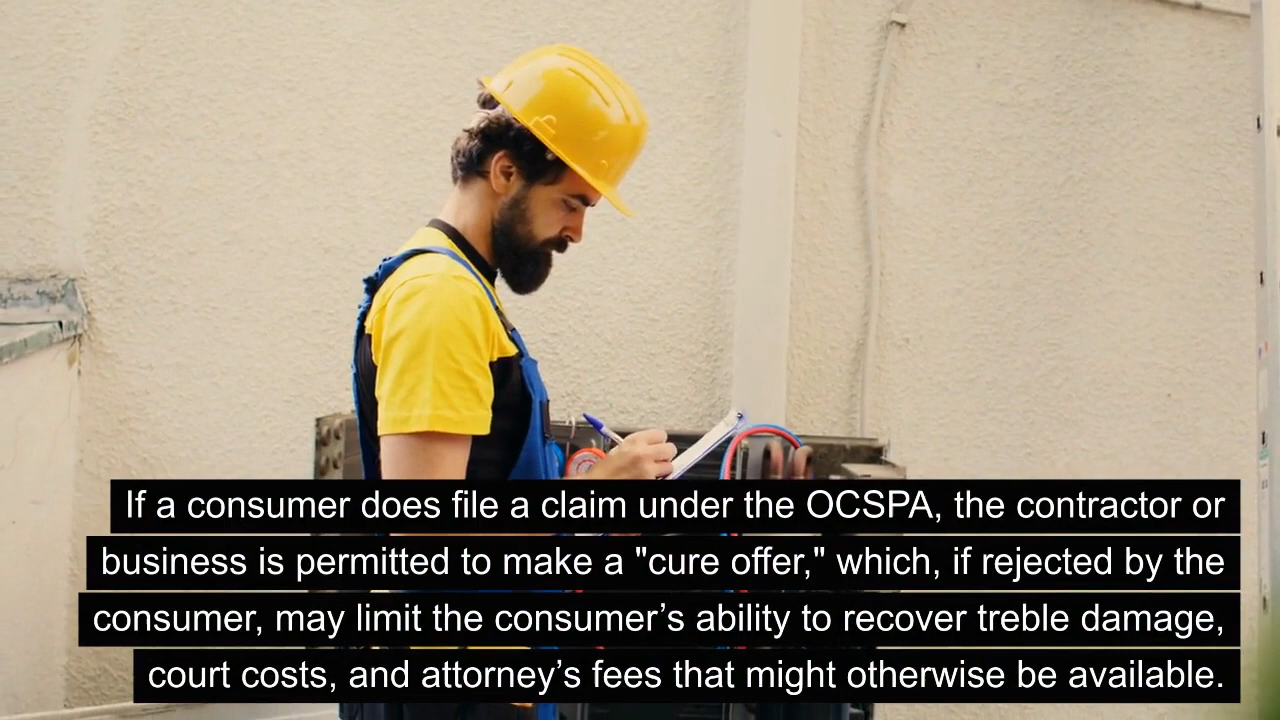 If a consumer does file a claim under the OCSPA, the contractor or
business is permitted to make a "cure offer," which, if rejected by the
consumer, may limit the consumer’s ability to recover treble damage,
court costs, and attorney’s fees that might otherwise be available.